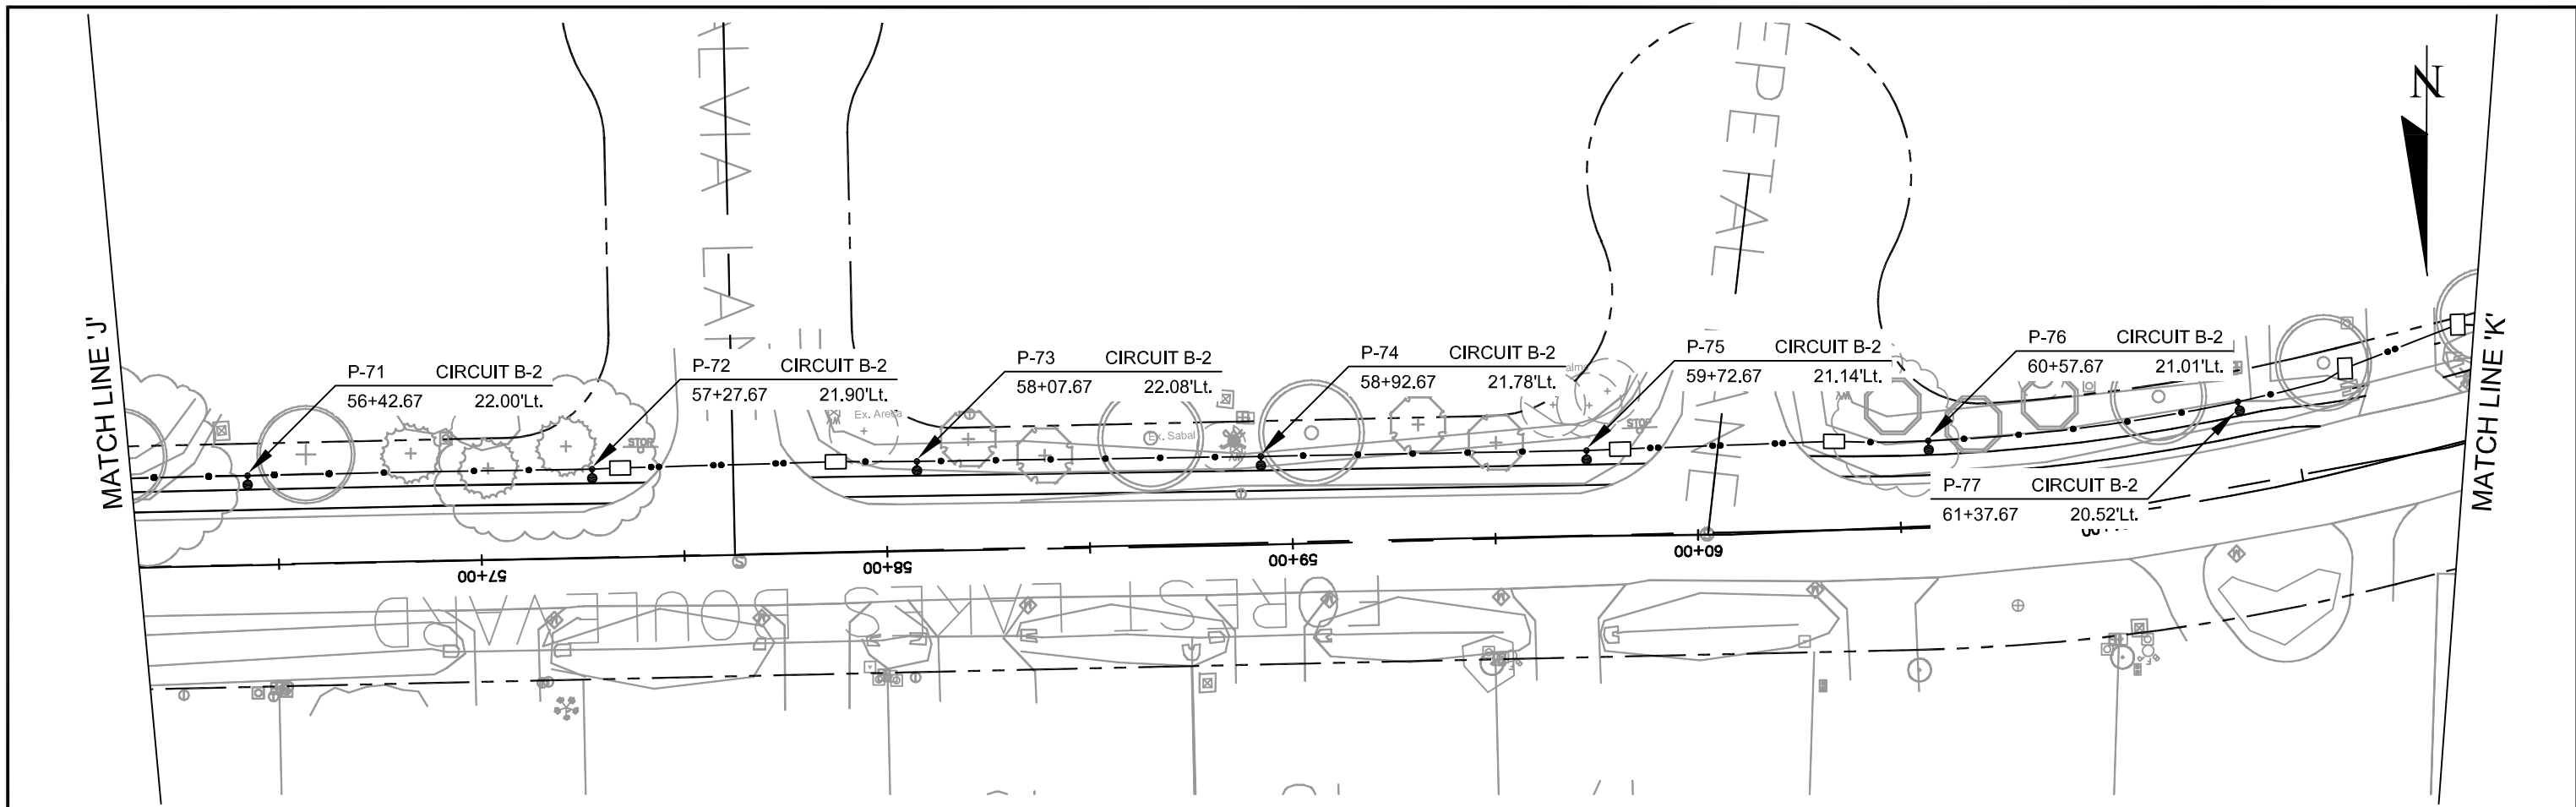 N
ALVIA LAN
EPETAL
NE
MATCH LINE 'J'
MATCH LINE 'K'
P-71 CIRCUIT B-2
56+42.67 22.00'Lt.
P-72 CIRCUIT B-2
57+27.67 21.90'Lt.
P-73 CIRCUIT B-2
58+07.67 22.08'Lt.
P-74 CIRCUIT B-2
58+92.67 21.78'Lt.
P-75 CIRCUIT B-2
59+72.67 21.14'Lt.
P-76 CIRCUIT B-2
60+57.67 21.01'Lt.
P-77 CIRCUIT B-2
61+37.67 20.52'Lt.
Ex. Areca
Ex. Sabal
STOP
STOP
57+00
58+00
59+00
60+00
FOREST LAKES BOULEVARD